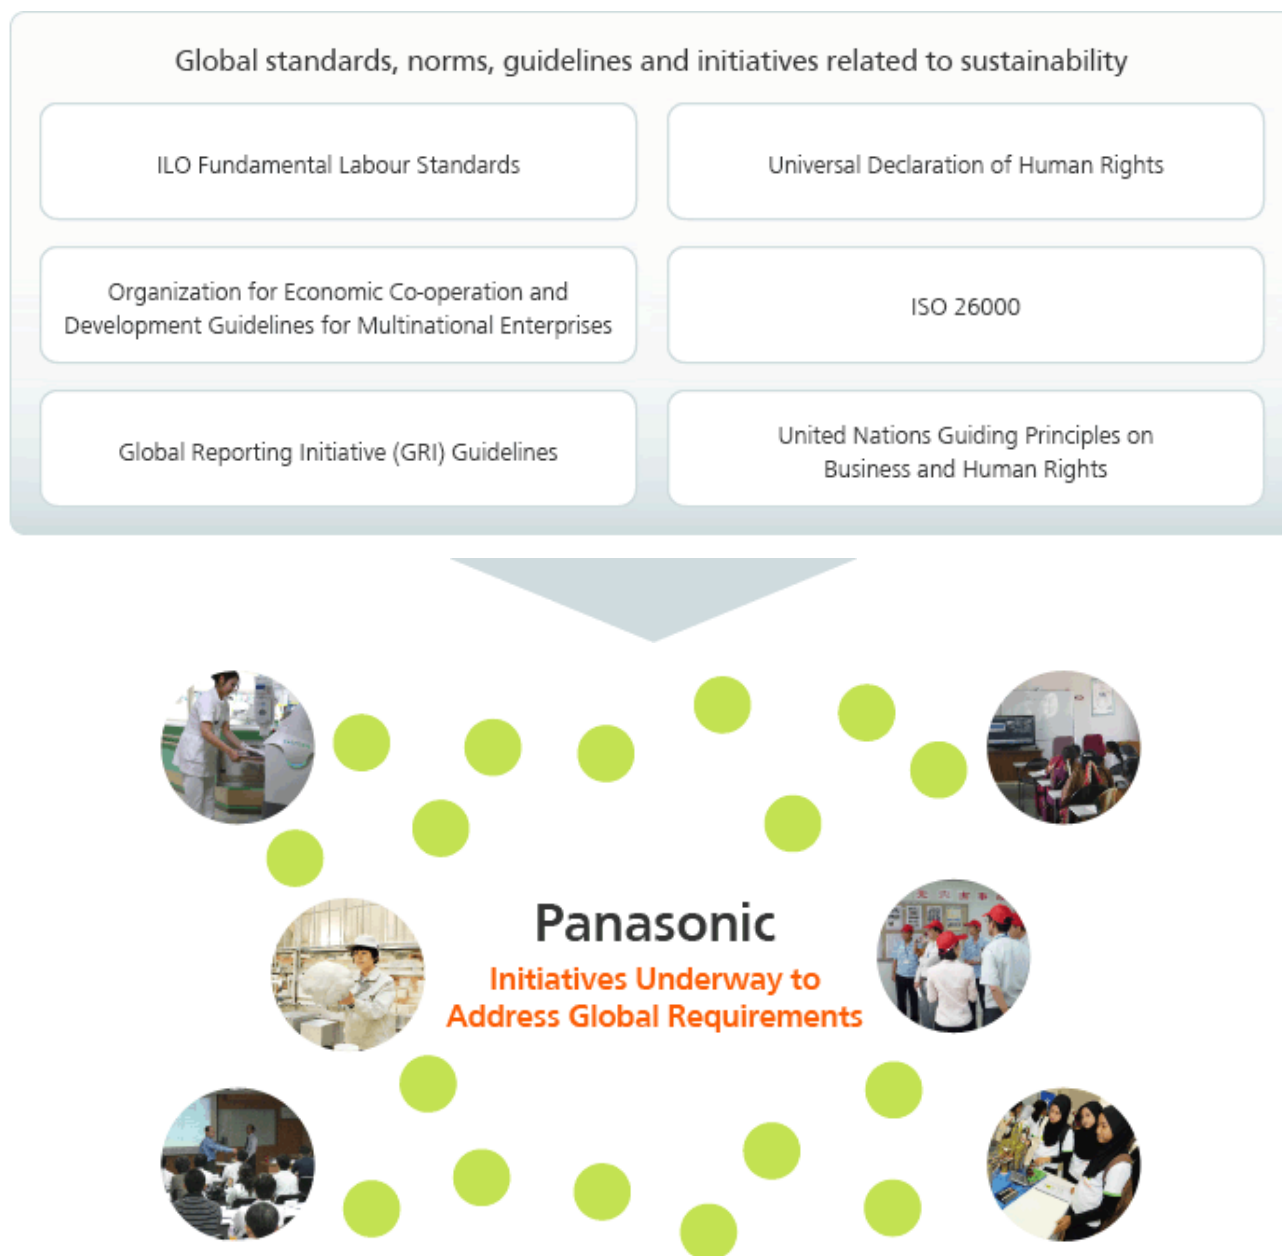 Global standards, norms, guidelines and initiatives related to sustainability
ILO Fundamental Labour Standards
Universal Declaration of Human Rights
Organization for Economic Co-operation and
Development Guidelines for Multinational Enterprises
ISO 26000
Global Reporting Initiative (GRI) Guidelines
United Nations Guiding Principles on
Business and Human Rights
Panasonic
Initiatives Underway to
Address Global Requirements